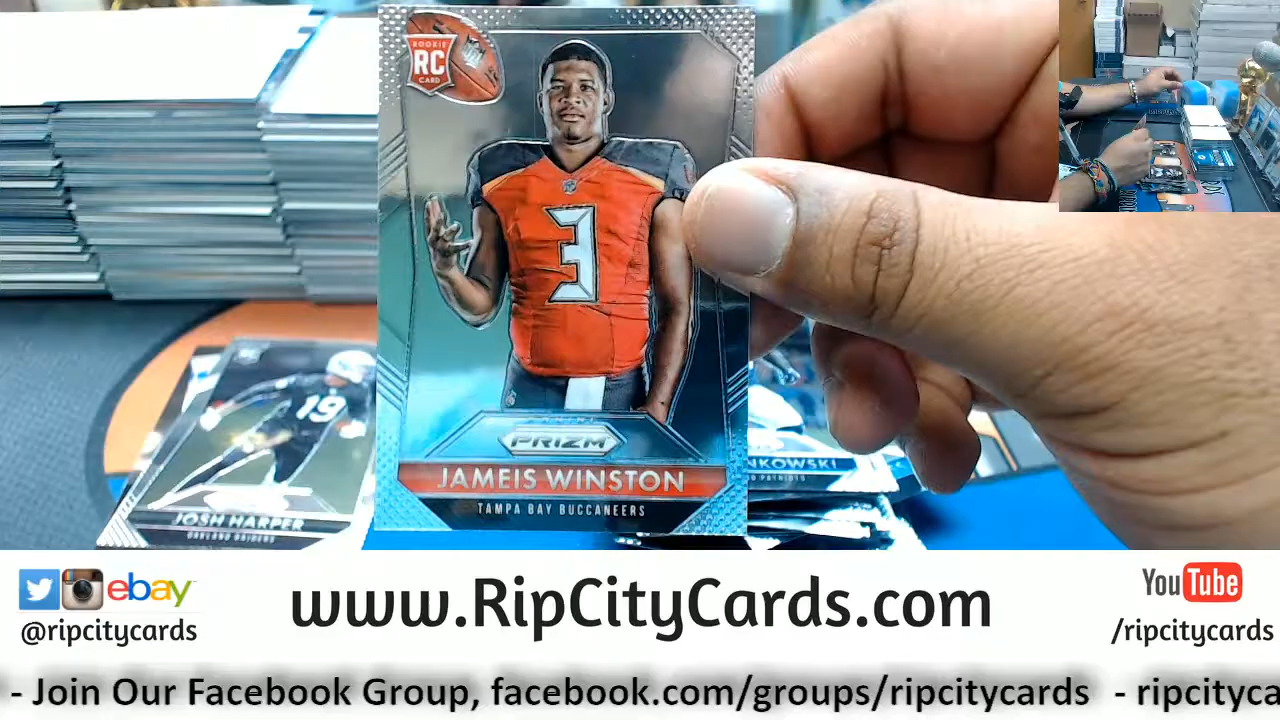 ROOKIE
RC
CARD
3
PANINI
PRIZM
JAMEIS WINSTON
TAMPA BAY BUCCANEERS
19
JOSH HARPER
OAKLAND RAIDERS
NKOWSKI
PATRIOTS
ebay
@ripcitycards
www.RipCityCards.com
YouTube
/ripcitycards
- Join Our Facebook Group, facebook.com/groups/ripcitycards - ripcityca